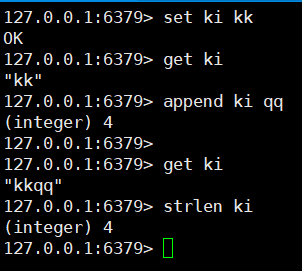 127.0.0.1:6379> set ki kk
OK
127.0.0.1:6379> get ki
"kk"
127.0.0.1:6379> append ki qq
(integer) 4
127.0.0.1:6379>
127.0.0.1:6379> get ki
"kkqq"
127.0.0.1:6379> strlen ki
(integer) 4
127.0.0.1:6379>